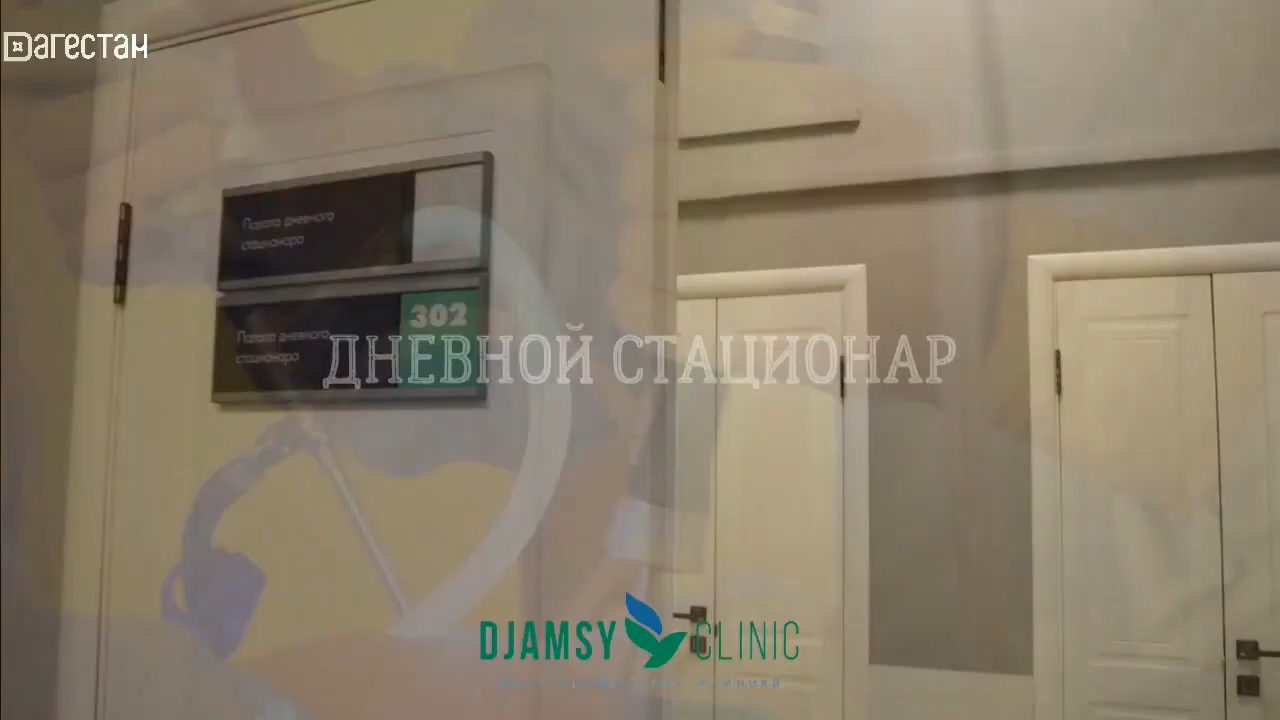 Дагестан
Палата дневного
стационара
302
Палата дневного
стационара
ДНЕВНОЙ СТАЦИОНАР
DJAMSY CLINIC